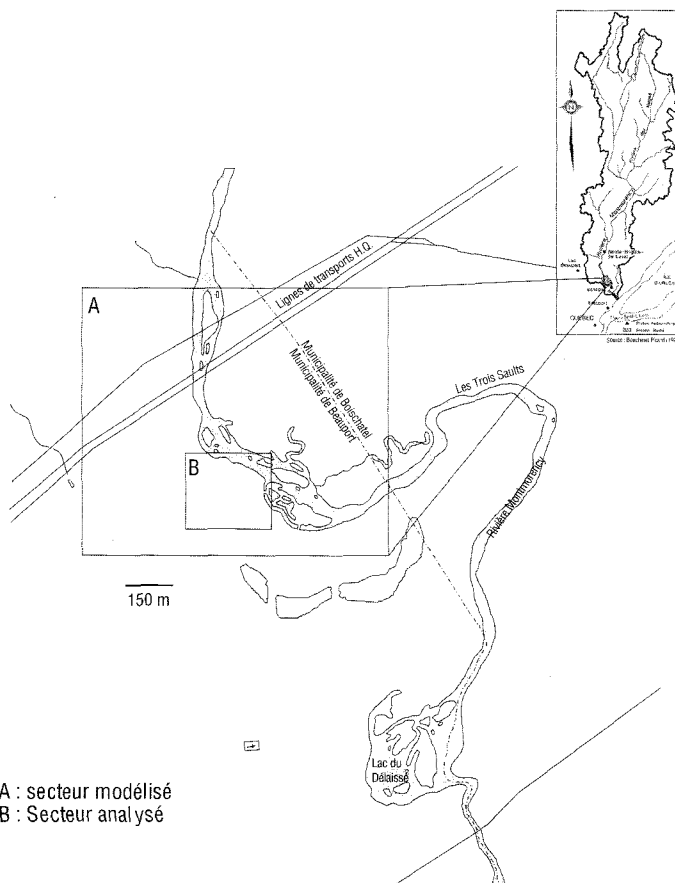 N
QUÉBEC
A
Lignes de transports H.Q.
Municipalité de Boischatel
Municipalité de Beauport
Les Trois Saults
B
Rivière Montmorency
150 m
Lac du
Délaissé
A : secteur modélisé
B : Secteur analysé